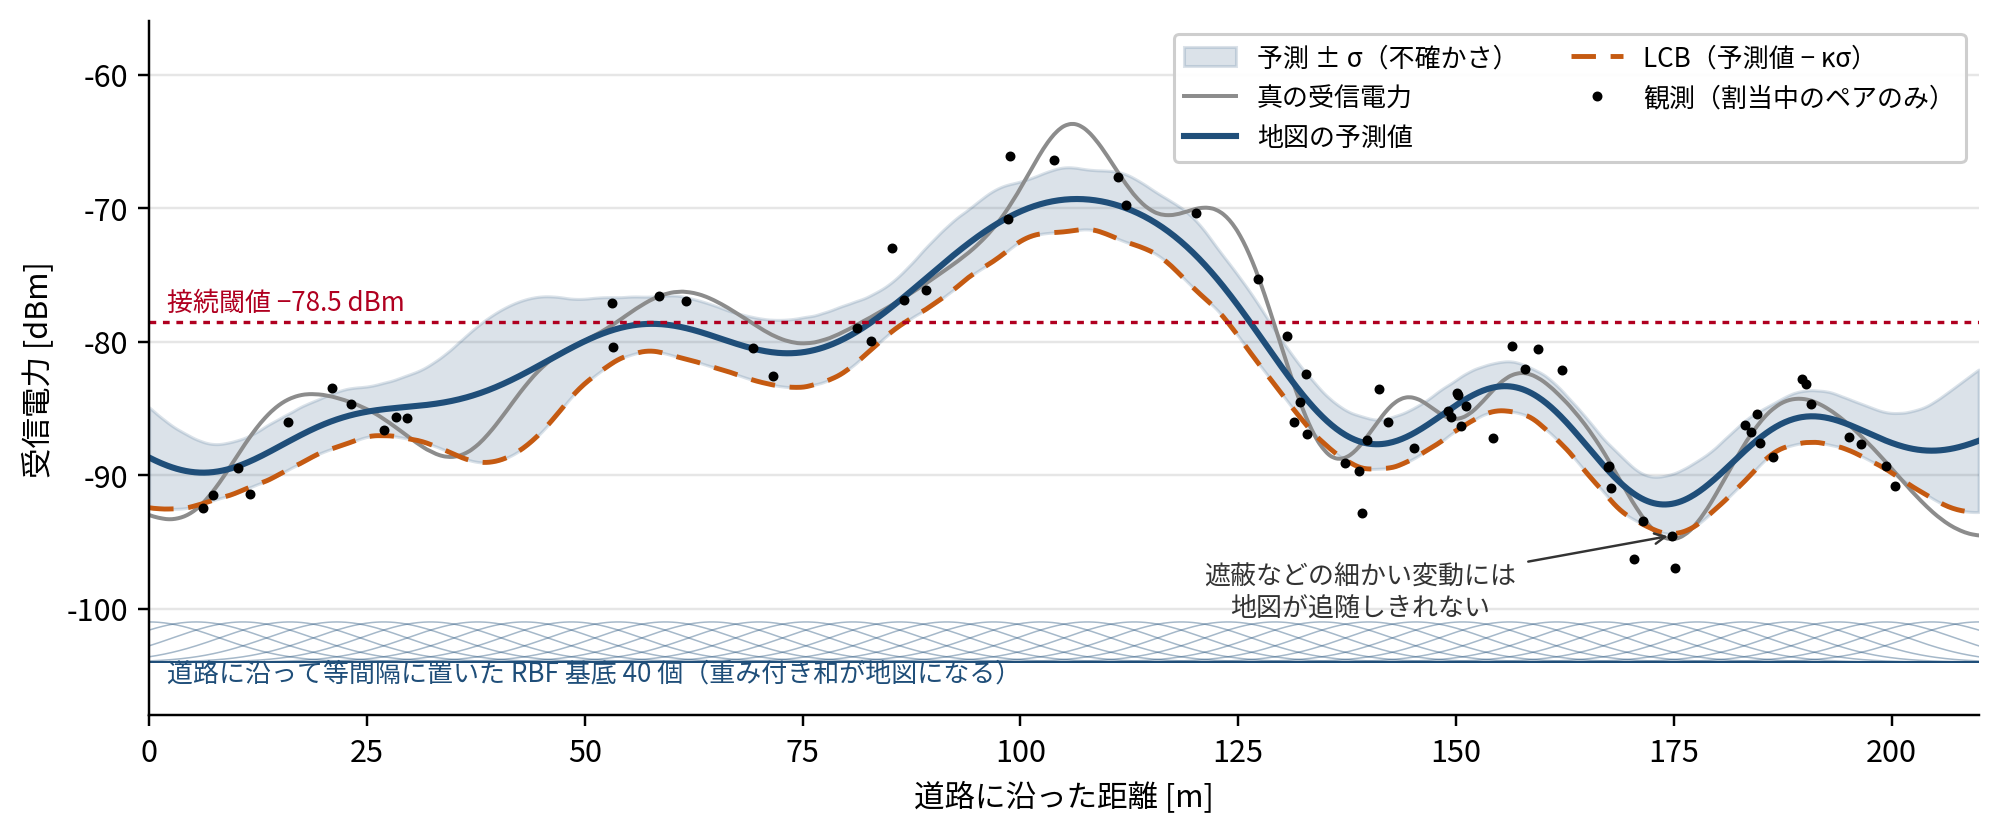 予測 ± σ（不確かさ）
真の受信電力
地図の予測値
LCB（予測値 − κσ）
観測（割当中のペアのみ）
受信電力 [dBm]
-60
-70
-80
-90
-100
接続閾値 −78.5 dBm
遮蔽などの細かい変動には
地図が追随しきれない
道路に沿って等間隔に置いた RBF 基底 40 個（重み付き和が地図になる）
0
25
50
75
100
125
150
175
200
道路に沿った距離 [m]